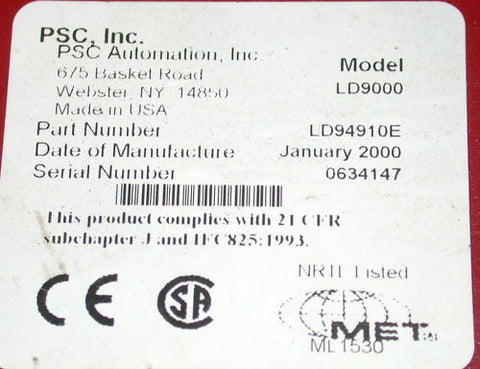 PSC, Inc.
PSC Automation, Inc
675 Basket Road
Webster, NY 14850
Made in USA
Model
LD9000
Part Number LD94910E
Date of Manufacture January 2000
Serial Number 0634147
This product complies with 21 CFR
subchapter J and IEC825:1993.
CE
SA
NRTL Listed
MET
ML1530